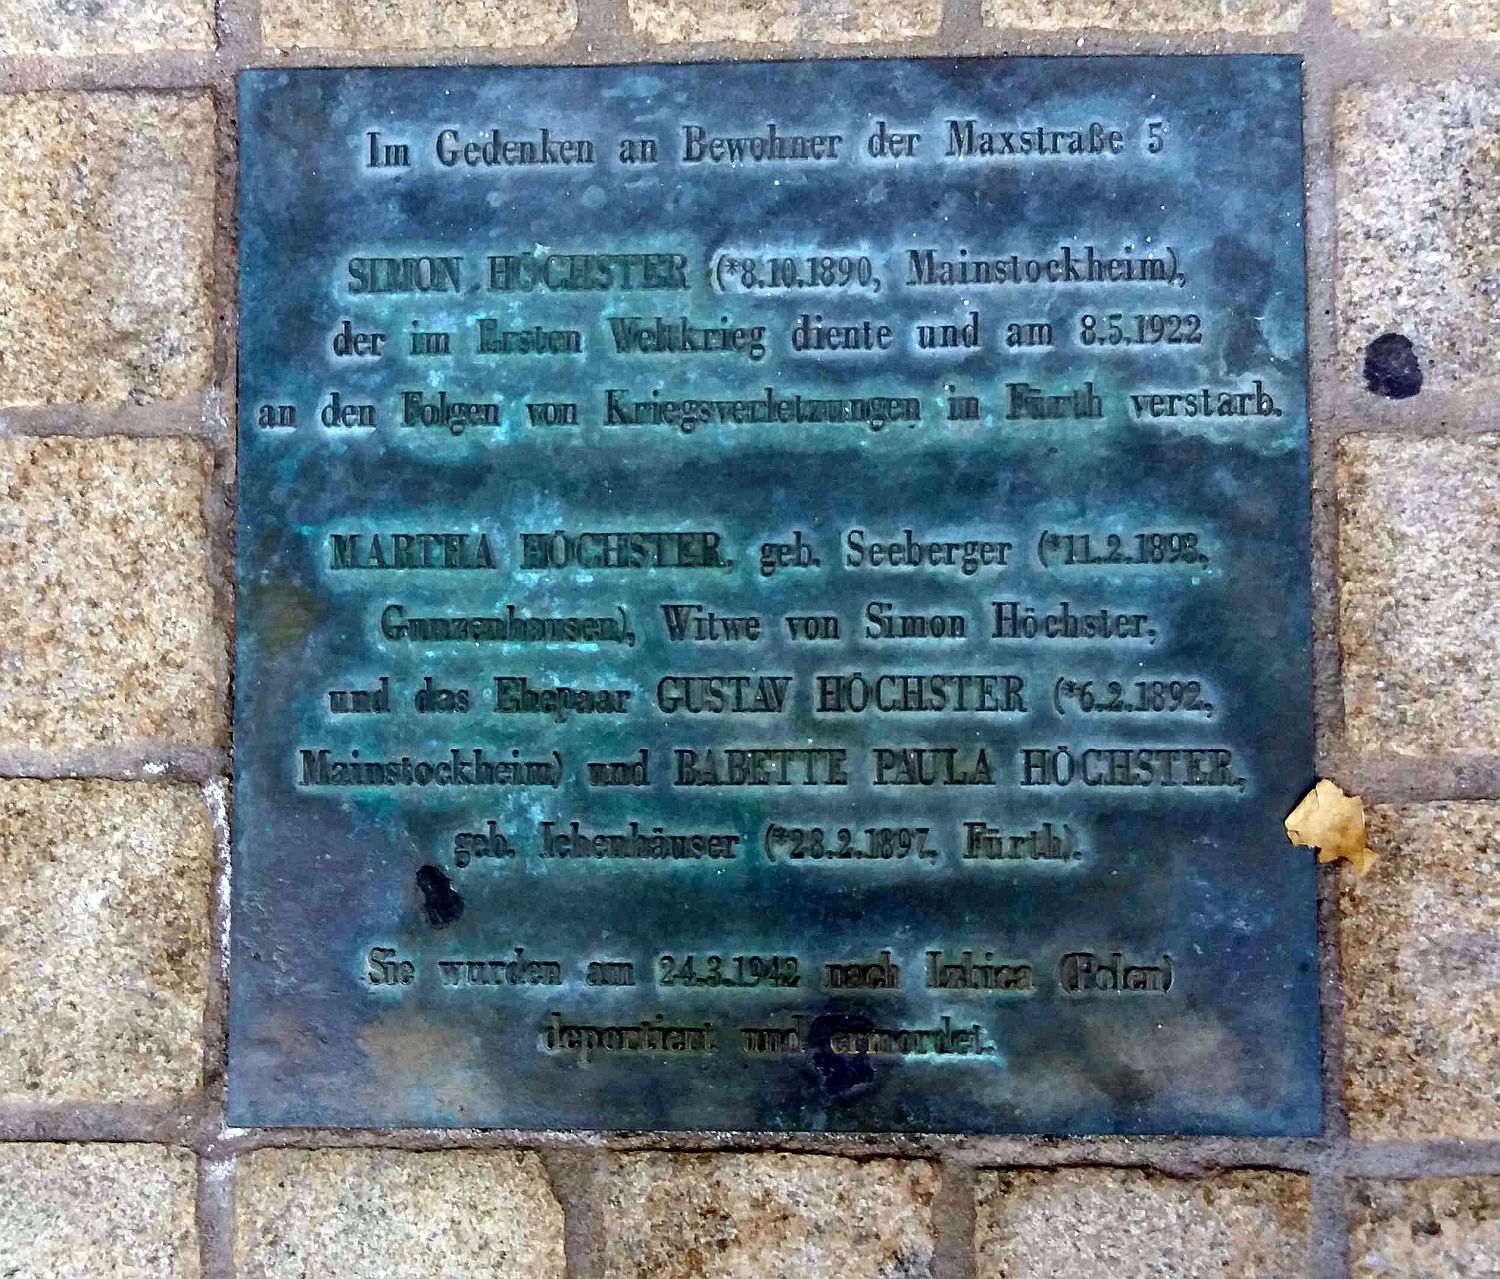 Im Gedenken an Bewohner der Maxstraße 5
SIMON HÖCHSTER (*8.10.1890, Mainstockheim),
der im Ersten Weltkrieg diente und am 8.5.1922
an den Folgen von Kriegsverletzungen in Fürth verstarb.
MARTHA HÖCHSTER, geb. Seeberger (*11.2.1898,
Gunzenhausen), Witwe von Simon Höchster,
und das Ehepaar GUSTAV HÖCHSTER (*6.2.1892,
Mainstockheim) und BABETTE PAULA HÖCHSTER,
geb. Ichenhäuser (*28.2.1897, Fürth).
Sie wurden am 24.3.1942 nach Izbica (Polen)
deportiert und ermordet.